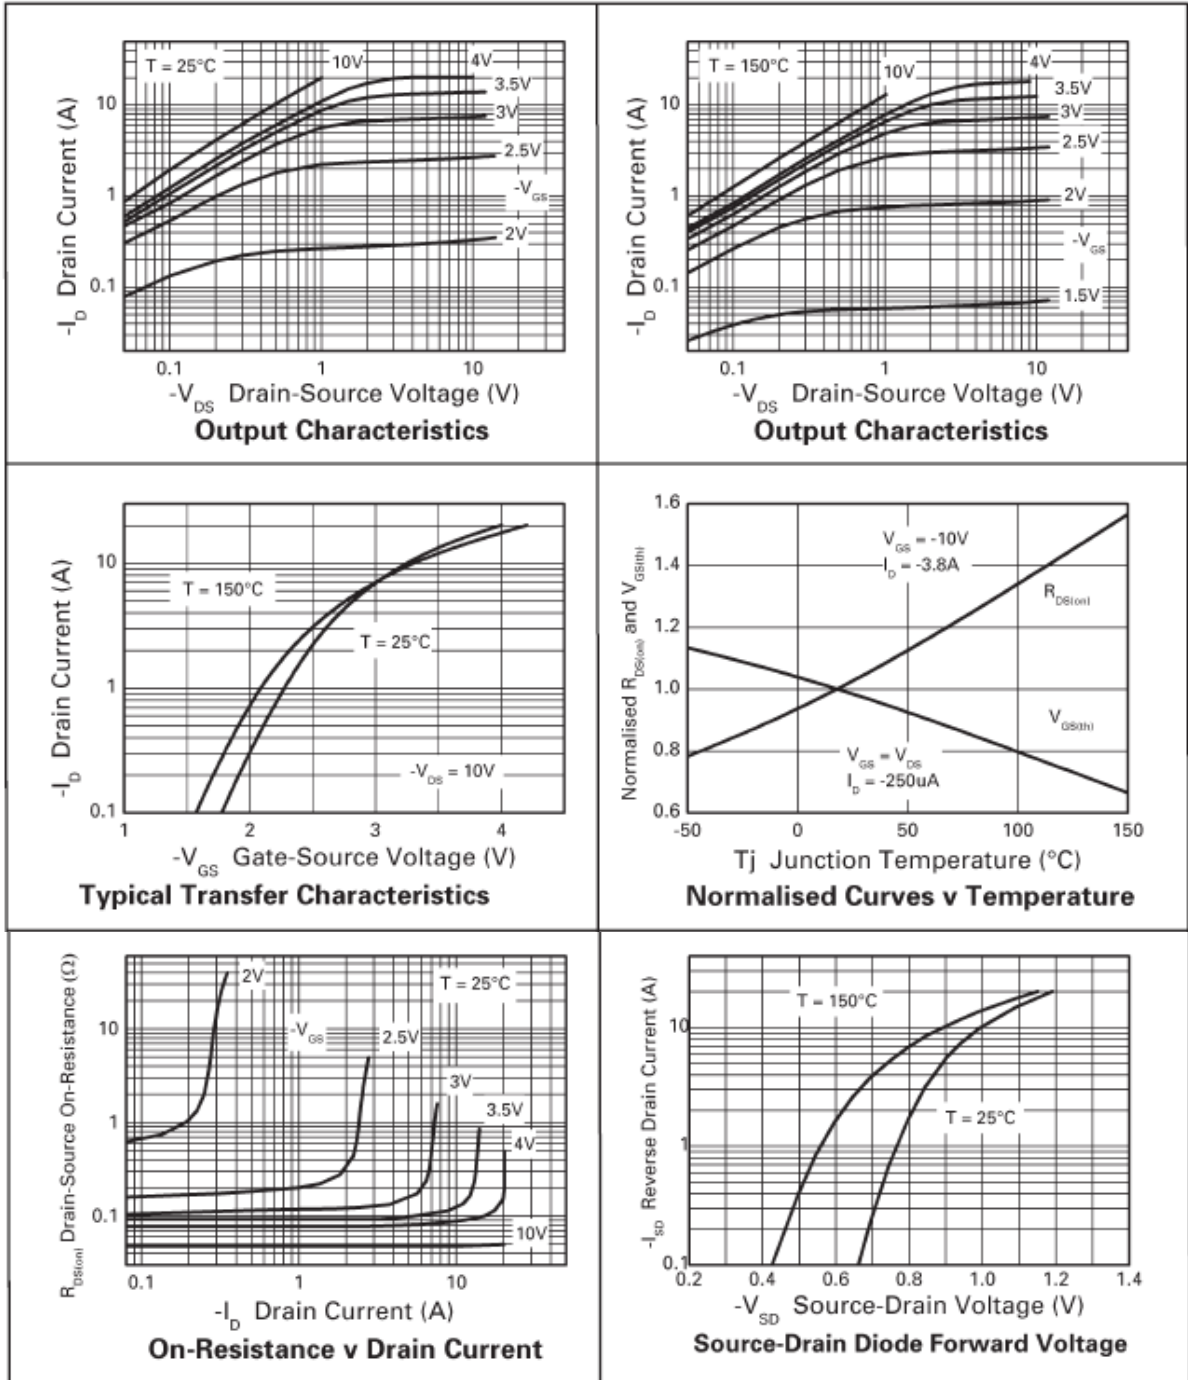 T = 25°C
10V
4V
3.5V
3V
2.5V
-VGS
2V
10
1
0.1
-ID Drain Current (A)
0.1
1
10
-VDS Drain-Source Voltage (V)
Output Characteristics
T = 150°C
10V
4V
3.5V
3V
2.5V
2V
-VGS
1.5V
10
1
0.1
-ID Drain Current (A)
0.1
1
10
-VDS Drain-Source Voltage (V)
Output Characteristics
T = 150°C
T = 25°C
-VDS = 10V
10
1
0.1
-ID Drain Current (A)
1
2
3
4
-VGS Gate-Source Voltage (V)
Typical Transfer Characteristics
1.6
1.4
1.2
1.0
0.8
0.6
Normalised RDS(on) and VGS(th)
VGS = -10V
ID = -3.8A
RDS(on)
VGS(th)
VGS = VDS
ID = -250uA
-50
0
50
100
150
Tj Junction Temperature (°C)
Normalised Curves v Temperature
RDS(on) Drain-Source On-Resistance (Ω)
2V
T = 25°C
-VGS
2.5V
3V
3.5V
4V
10V
10
1
0.1
0.1
1
10
-ID Drain Current (A)
On-Resistance v Drain Current
-ISD Reverse Drain Current (A)
T = 150°C
T = 25°C
10
1
0.1
0.2
0.4
0.6
0.8
1.0
1.2
1.4
-VSD Source-Drain Voltage (V)
Source-Drain Diode Forward Voltage